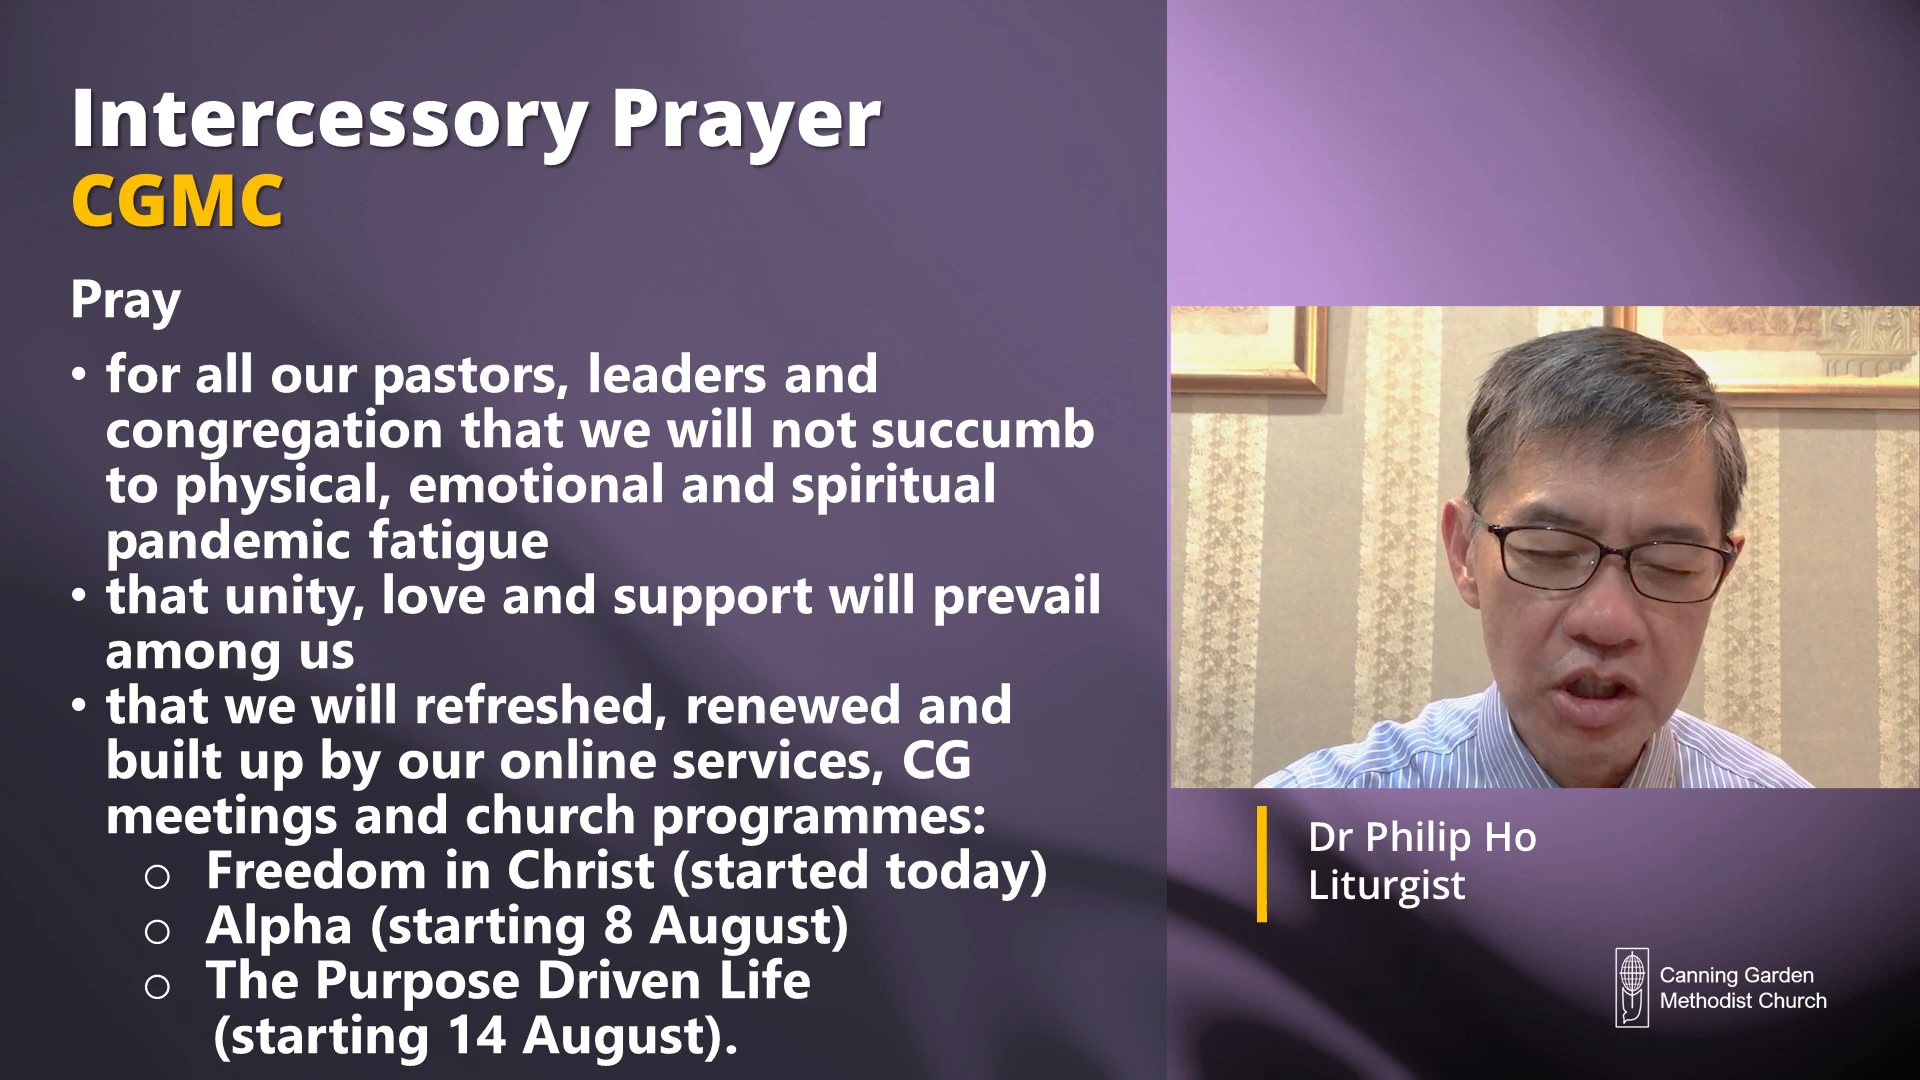 Intercessory Prayer
CGMC
Pray
• for all our pastors, leaders and
congregation that we will not succumb
to physical, emotional and spiritual
pandemic fatigue
• that unity, love and support will prevail
among us
• that we will refreshed, renewed and
built up by our online services, CG
meetings and church programmes:
o Freedom in Christ (started today)
o Alpha (starting 8 August)
o The Purpose Driven Life
(starting 14 August).
Dr Philip Ho
Liturgist
Canning Garden
Methodist Church